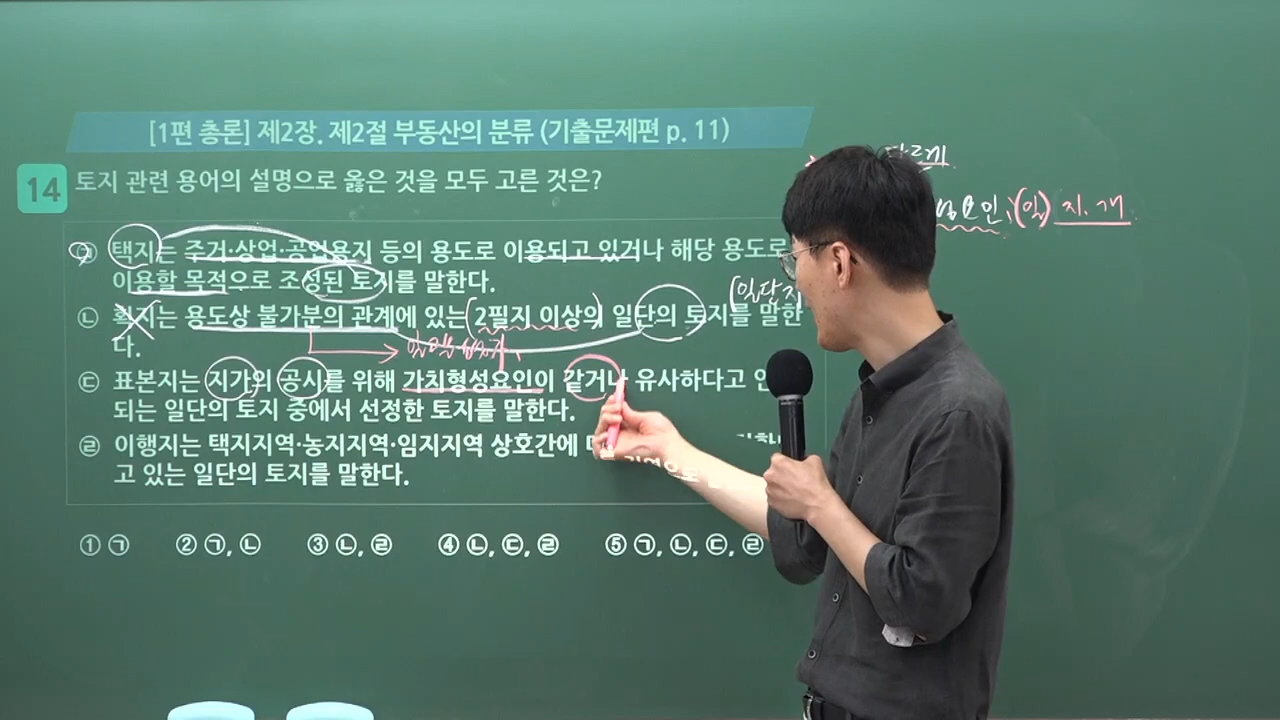 [1편 총론] 제2장. 제2절 부동산의 분류 (기출문제편 p. 11)
14 토지 관련 용어의 설명으로 옳은 것을 모두 고른 것은?
㉠ 택지는 주거·상업·공업용지 등의 용도로 이용되고 있거나 해당 용도로
이용할 목적으로 조성된 토지를 말한다.
(일단지
㉡ 획지는 용도상 불가분의 관계에 있는 (2필지 이상의) 일단의 토지를 말한
다.
㉢ 표본지는 지가의 공시를 위해 가치형성요인이 같거나 유사하다고
되는 일단의 토지 중에서 선정한 토지를 말한다.
㉣ 이행지는 택지지역·농지지역·임지지역 상호간에
고 있는 일단의 토지를 말한다.
① ㉠ ② ㉠, ㉡ ③ ㉡, ㉣ ④ ㉡, ㉢, ㉣ ⑤ ㉠, ㉡, ㉢, ㉣
(일) 지.개